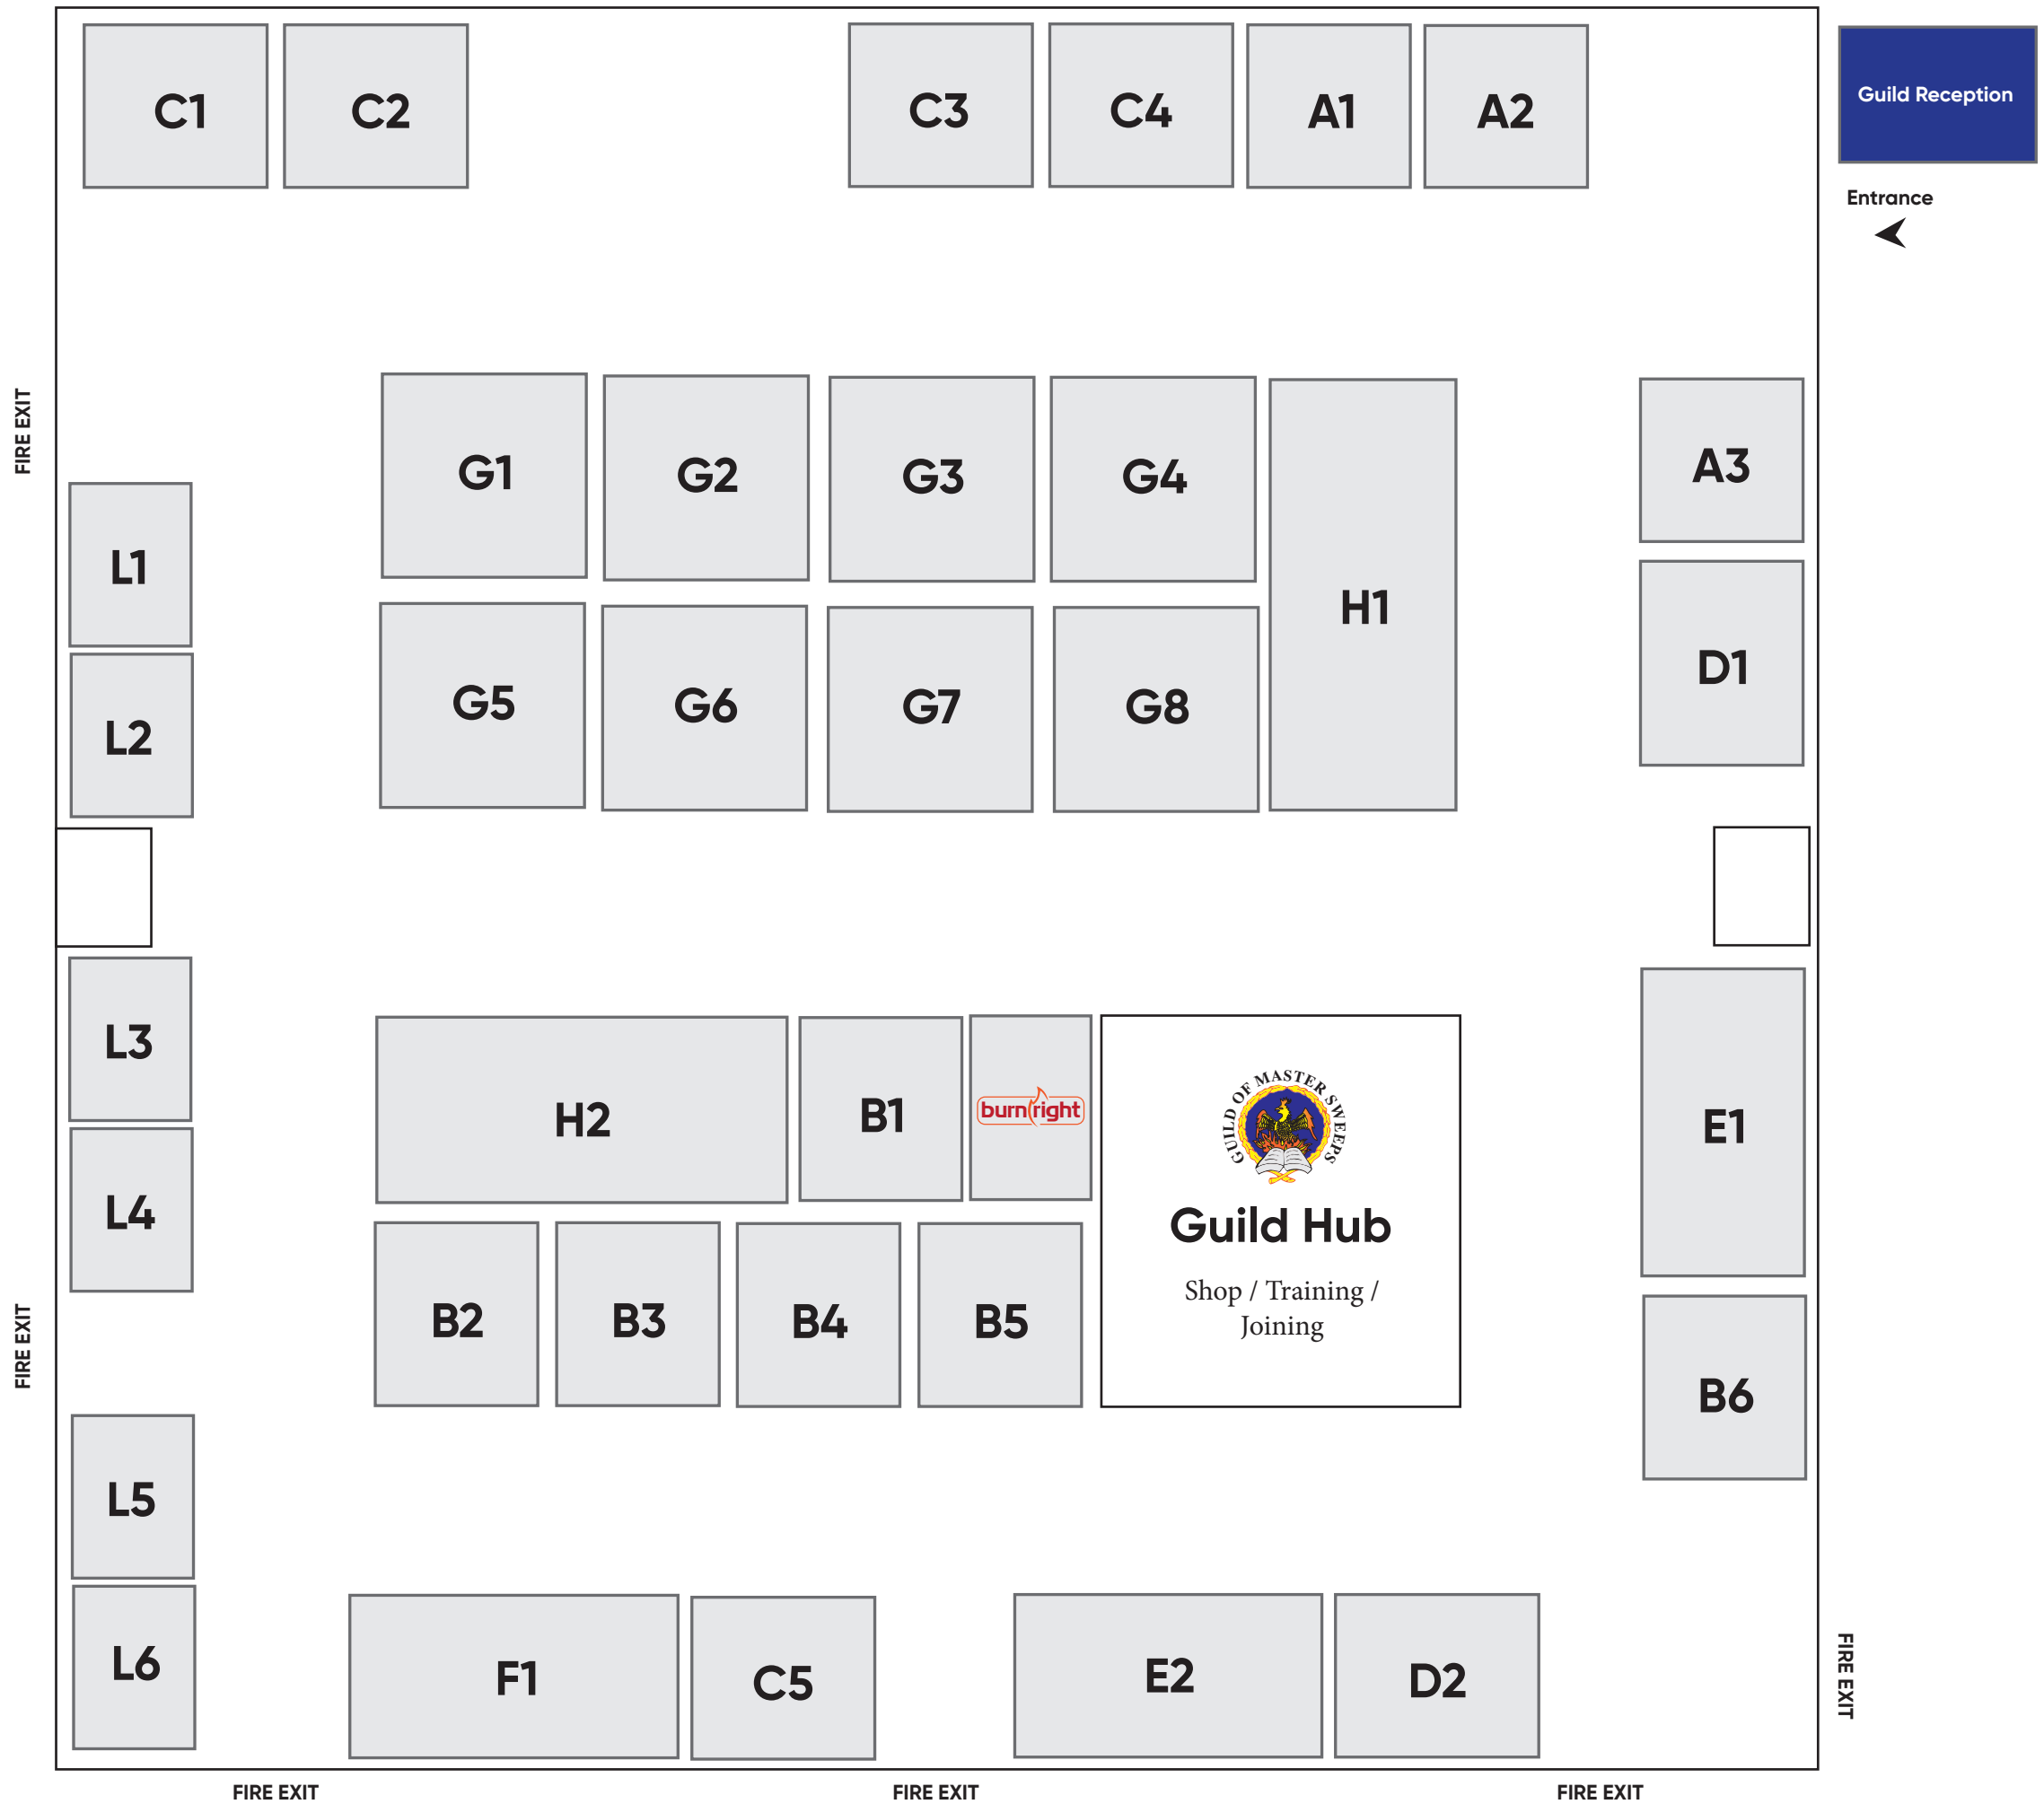 C1
C2
C3
C4
A1
A2
Guild Reception
Entrance
FIRE EXIT
G1
G2
G3
G4
A3
L1
H1
D1
G5
G6
G7
G8
L2
L3
H2
B1
burnright
GUILD OF MASTER SWEEPS
E1
L4
Guild Hub
Shop / Training /
Joining
FIRE EXIT
B2
B3
B4
B5
B6
L5
L6
F1
C5
E2
D2
FIRE EXIT
FIRE EXIT
FIRE EXIT
FIRE EXIT